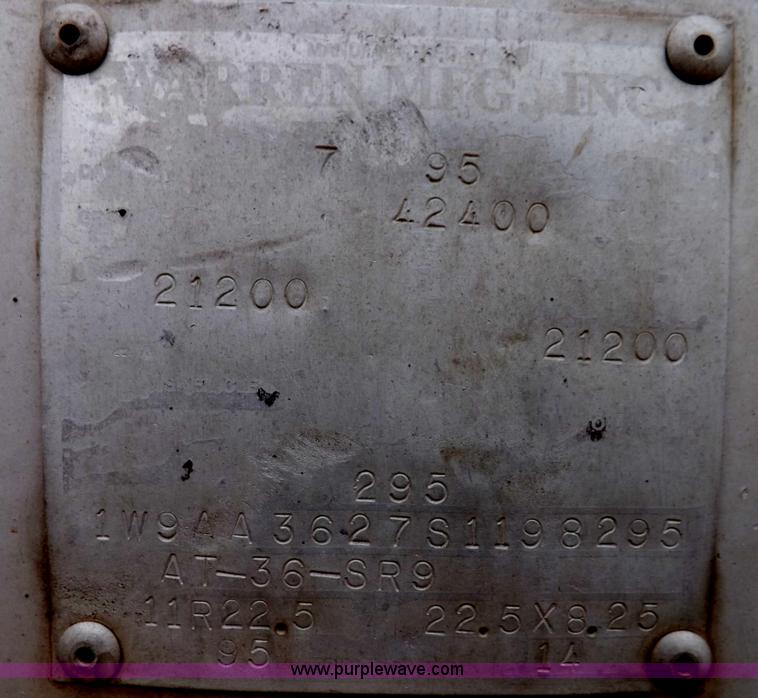 WARREN MFG., INC.
7 95
42400
21200
21200
295
1W9AA3627S1198295
AT-36-SR9
11R22.5 22.5X8.25
95 14
www.purplewave.com